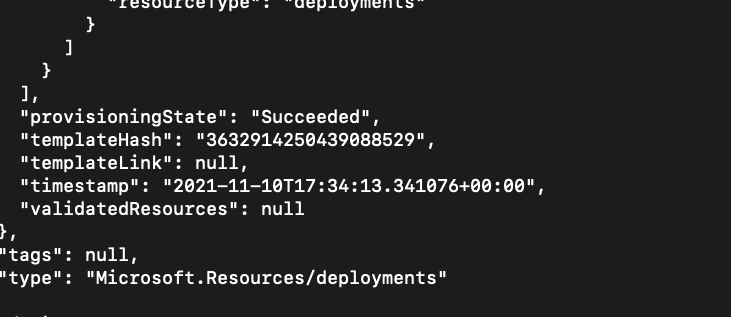 "resourceType": "deployments"
}
]
}
],
"provisioningState": "Succeeded",
"templateHash": "3632914250439088529",
"templateLink": null,
"timestamp": "2021-11-10T17:34:13.341076+00:00",
"validatedResources": null
},
"tags": null,
"type": "Microsoft.Resources/deployments"